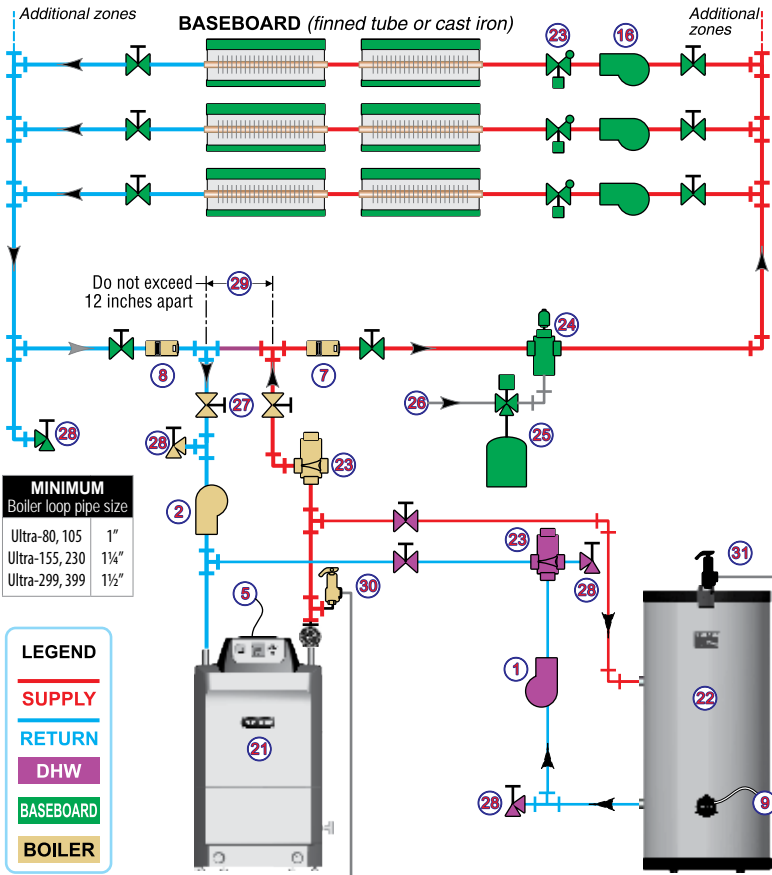 Additional zones
BASEBOARD (finned tube or cast iron)
Additional
zones
23
16
Do not exceed
12 inches apart
29
24
8
7
26
27
28
28
25
23
2
MINIMUM
Boiler loop pipe size
Ultra-80, 105 1"
Ultra-155, 230 1¼"
Ultra-299, 399 1½"
23
28
31
5
30
1
22
21
28
9
LEGEND
SUPPLY
RETURN
DHW
BASEBOARD
BOILER